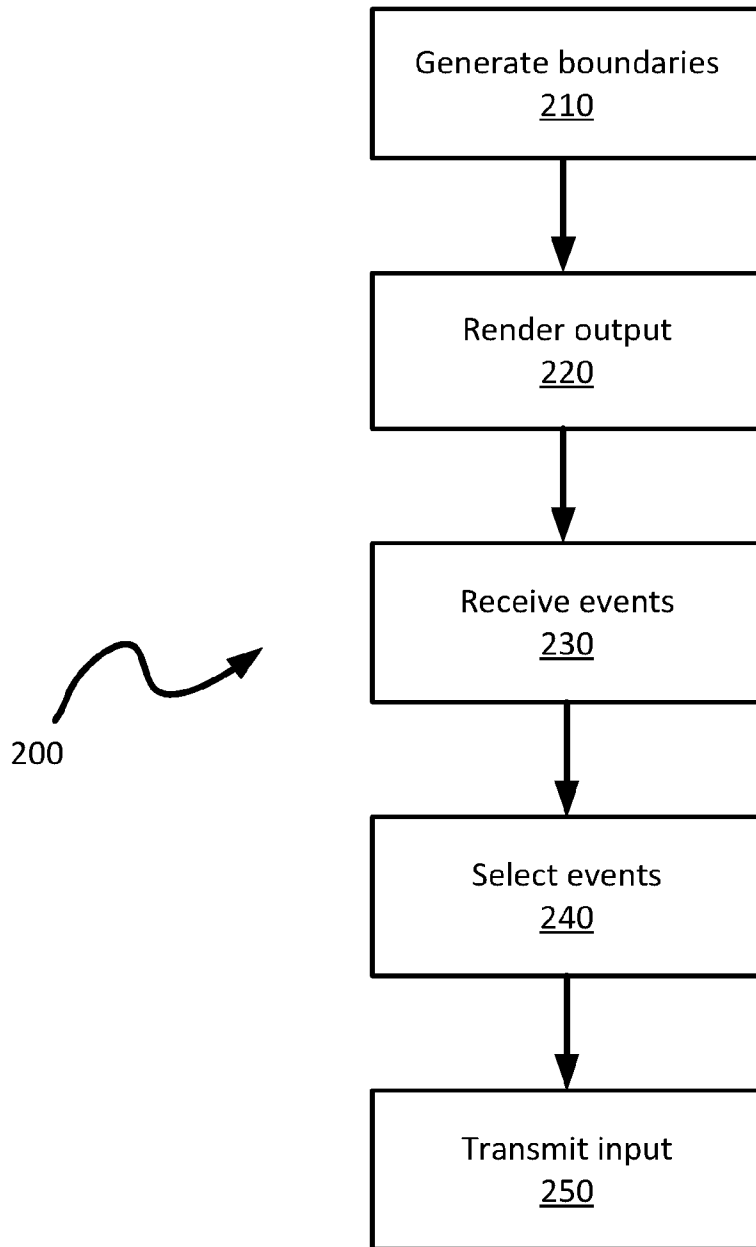 Generate boundaries
210
Render output
220
Receive events
230
200
Select events
240
Transmit input
250